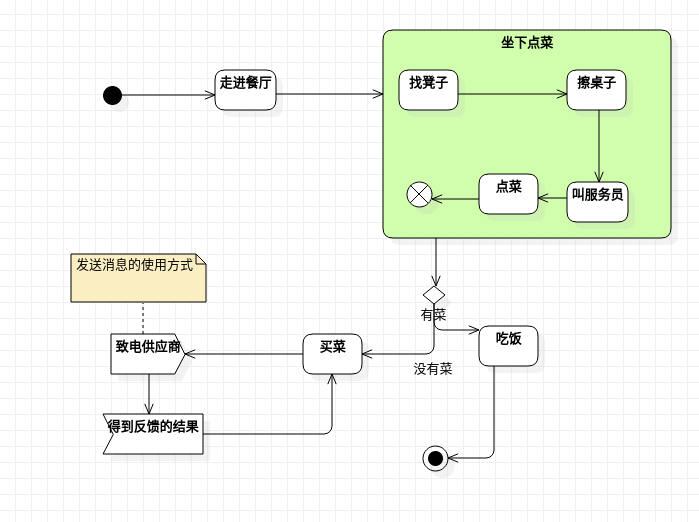 坐下点菜
走进餐厅
找凳子
擦桌子
点菜
叫服务员
发送消息的使用方式
有菜
致电供应商
买菜
吃饭
没有菜
得到反馈的结果